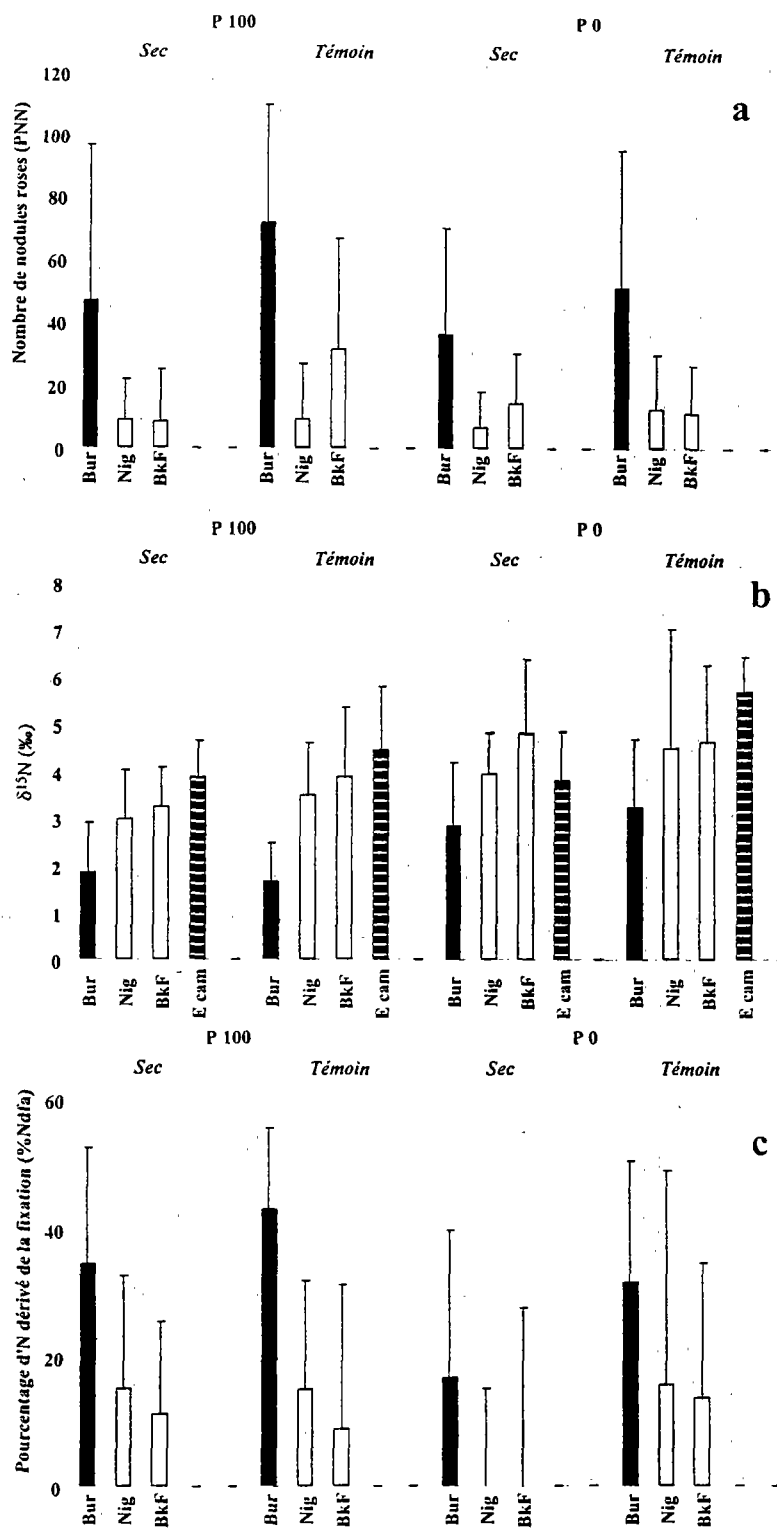 P 100 P 0
Sec Témoin Sec Témoin
a
Nombre de nodules roses (PNN)
120
100
80
60
40
20
0
Bur Nig BkF Bur Nig BkF Bur Nig BkF Bur Nig BkF
P 100 P 0
Sec Témoin Sec Témoin
b
δ15N (‰)
8
7
6
5
4
3
2
1
0
Bur Nig BkF E cam Bur Nig BkF E cam Bur Nig BkF E cam Bur Nig BkF E cam
P 100 P 0
Sec Témoin Sec Témoin
c
Pourcentage d'N dérivé de la fixation (%Ndfa)
60
40
20
0
Bur Nig BkF Bur Nig BkF Bur Nig BkF Bur Nig BkF